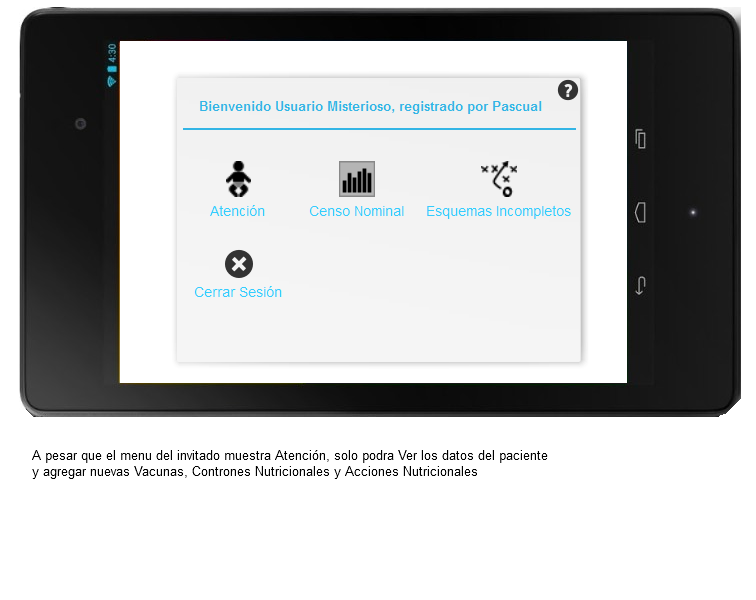 4:30
?
Bienvenido Usuario Misterioso, registrado por Pascual
Atención
Censo Nominal
Esquemas Incompletos
Cerrar Sesión
A pesar que el menu del invitado muestra Atención, solo podra Ver los datos del paciente
y agregar nuevas Vacunas, Controles Nutricionales y Acciones Nutricionales